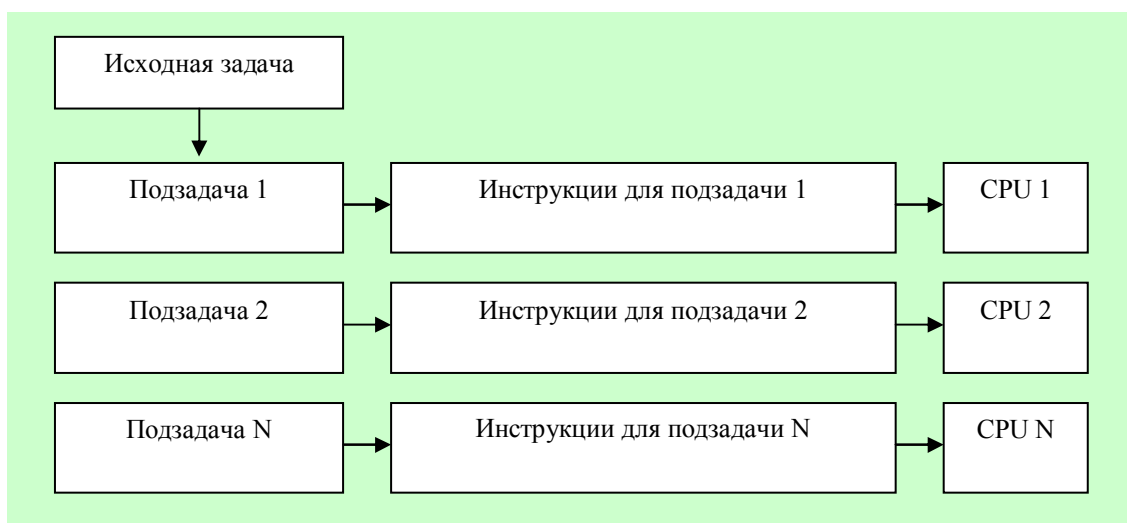 Исходная задача
Подзадача 1
Инструкции для подзадачи 1
CPU 1
Подзадача 2
Инструкции для подзадачи 2
CPU 2
Подзадача N
Инструкции для подзадачи N
CPU N